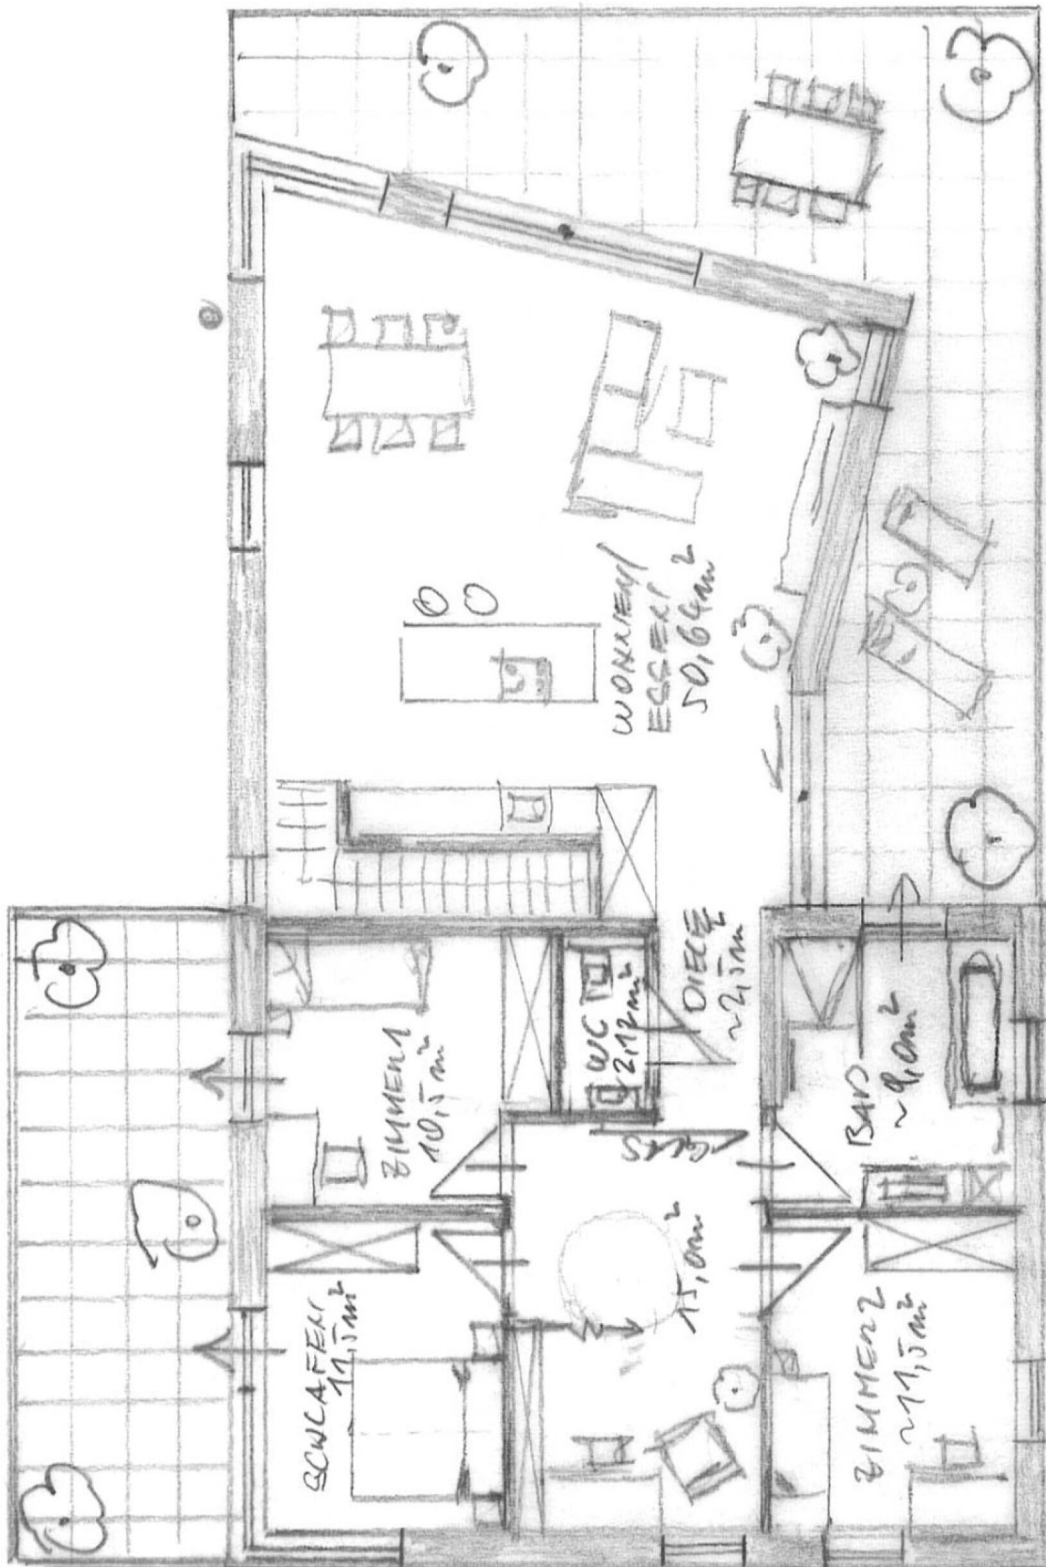 WOHNEN/
ESSEN/
50,64m²
DIELE
~2,5m²
WC
~2,12m²
ZIMMER 1
10,5m²
BAD
~9,0m²
15,0m²
SCHLAFEN
11,5m²
ZIMMER 2
~11,5m²